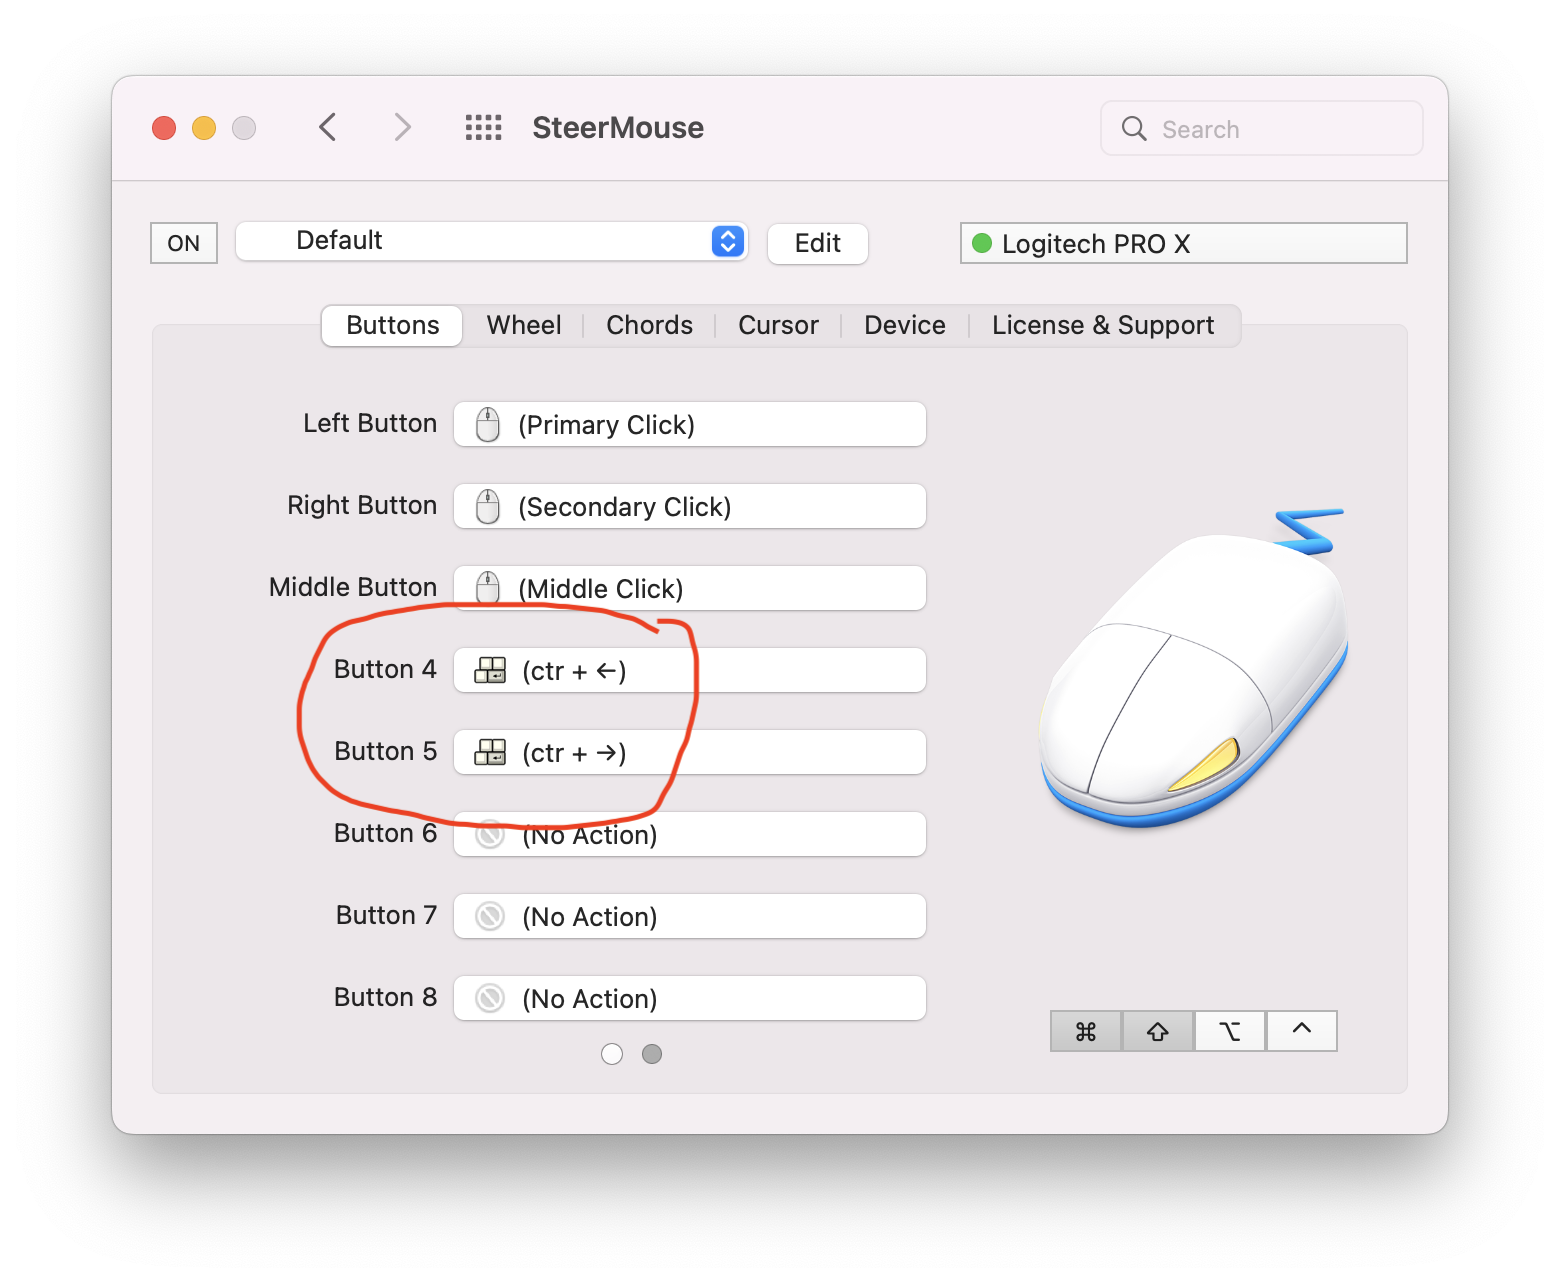 SteerMouse
Search
ON
Default
Edit
Logitech PRO X
Buttons
Wheel
Chords
Cursor
Device
License & Support
Left Button (Primary Click)
Right Button (Secondary Click)
Middle Button (Middle Click)
Button 4 (ctr + ←)
Button 5 (ctr + →)
Button 6 (No Action)
Button 7 (No Action)
Button 8 (No Action)
⌘ ⇧ ⌥ ^